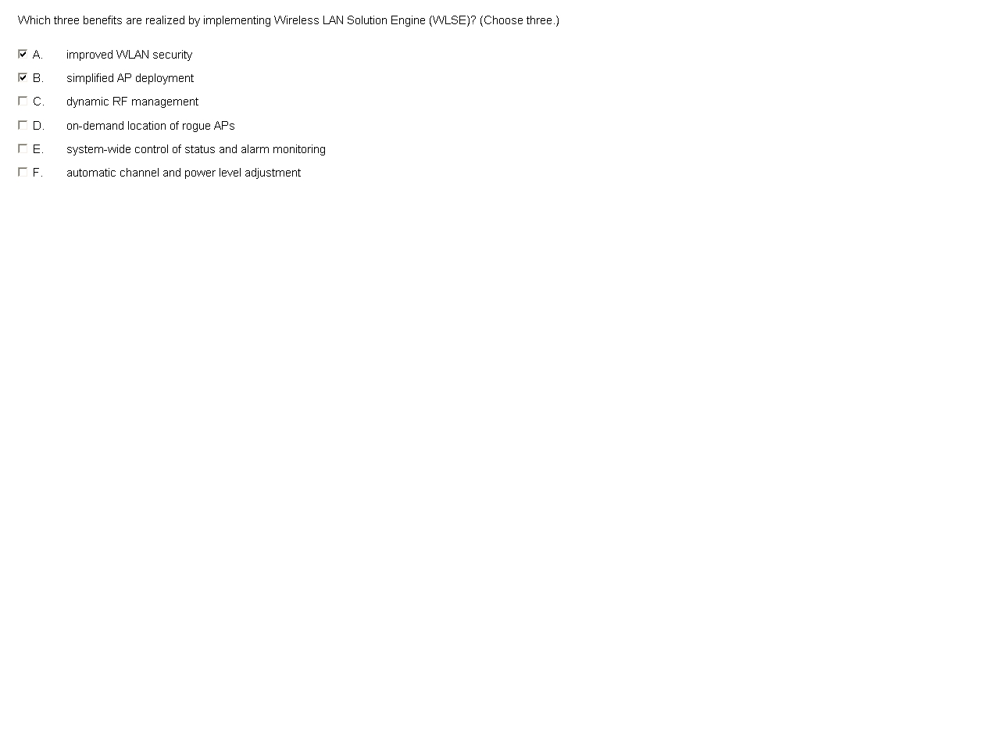 Which three benefits are realized by implementing Wireless LAN Solution Engine (WLSE)? (Choose three.)
A. improved WLAN security
B. simplified AP deployment
C. dynamic RF management
D. on-demand location of rogue APs
E. system-wide control of status and alarm monitoring
F. automatic channel and power level adjustment